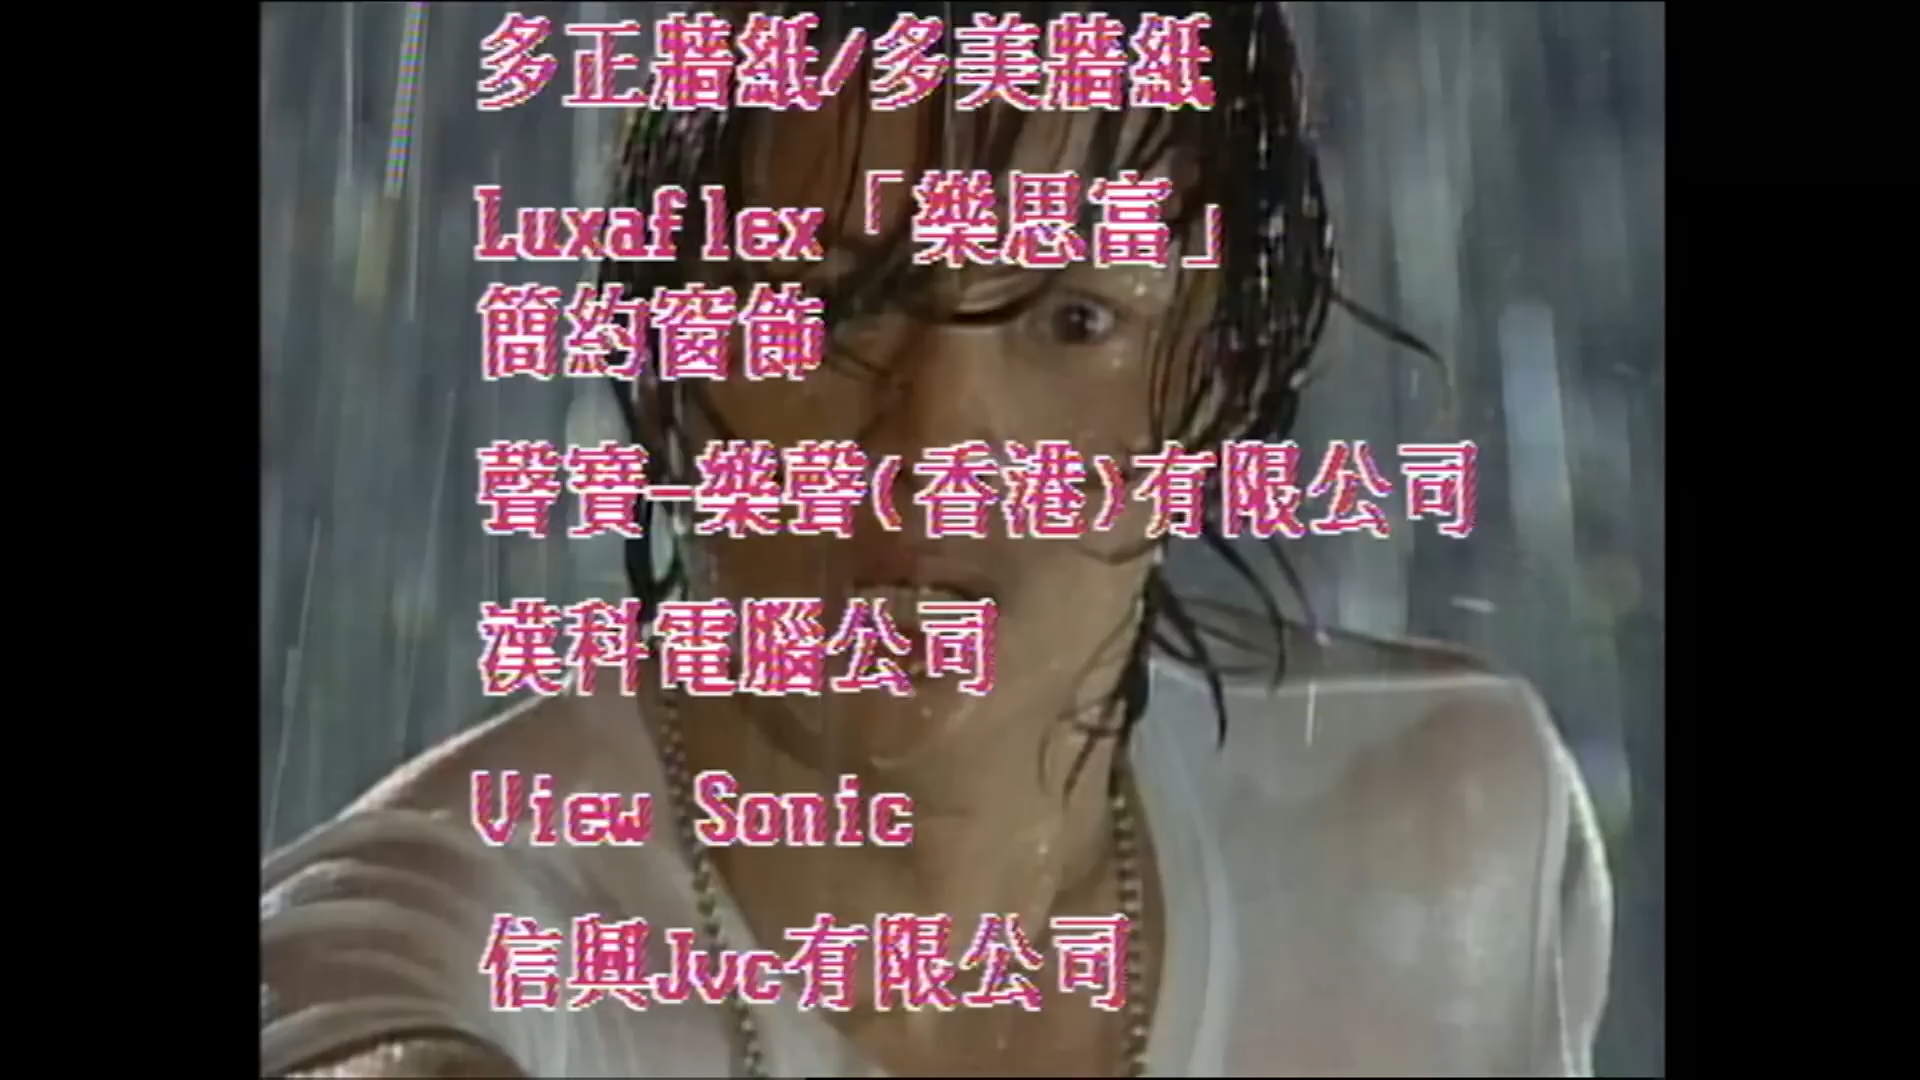 多正牆紙/多美牆紙
Luxaflex「樂思富」
簡約窗飾
聲寶-樂聲(香港)有限公司
漢科電腦公司
View Sonic
信興Jvc有限公司